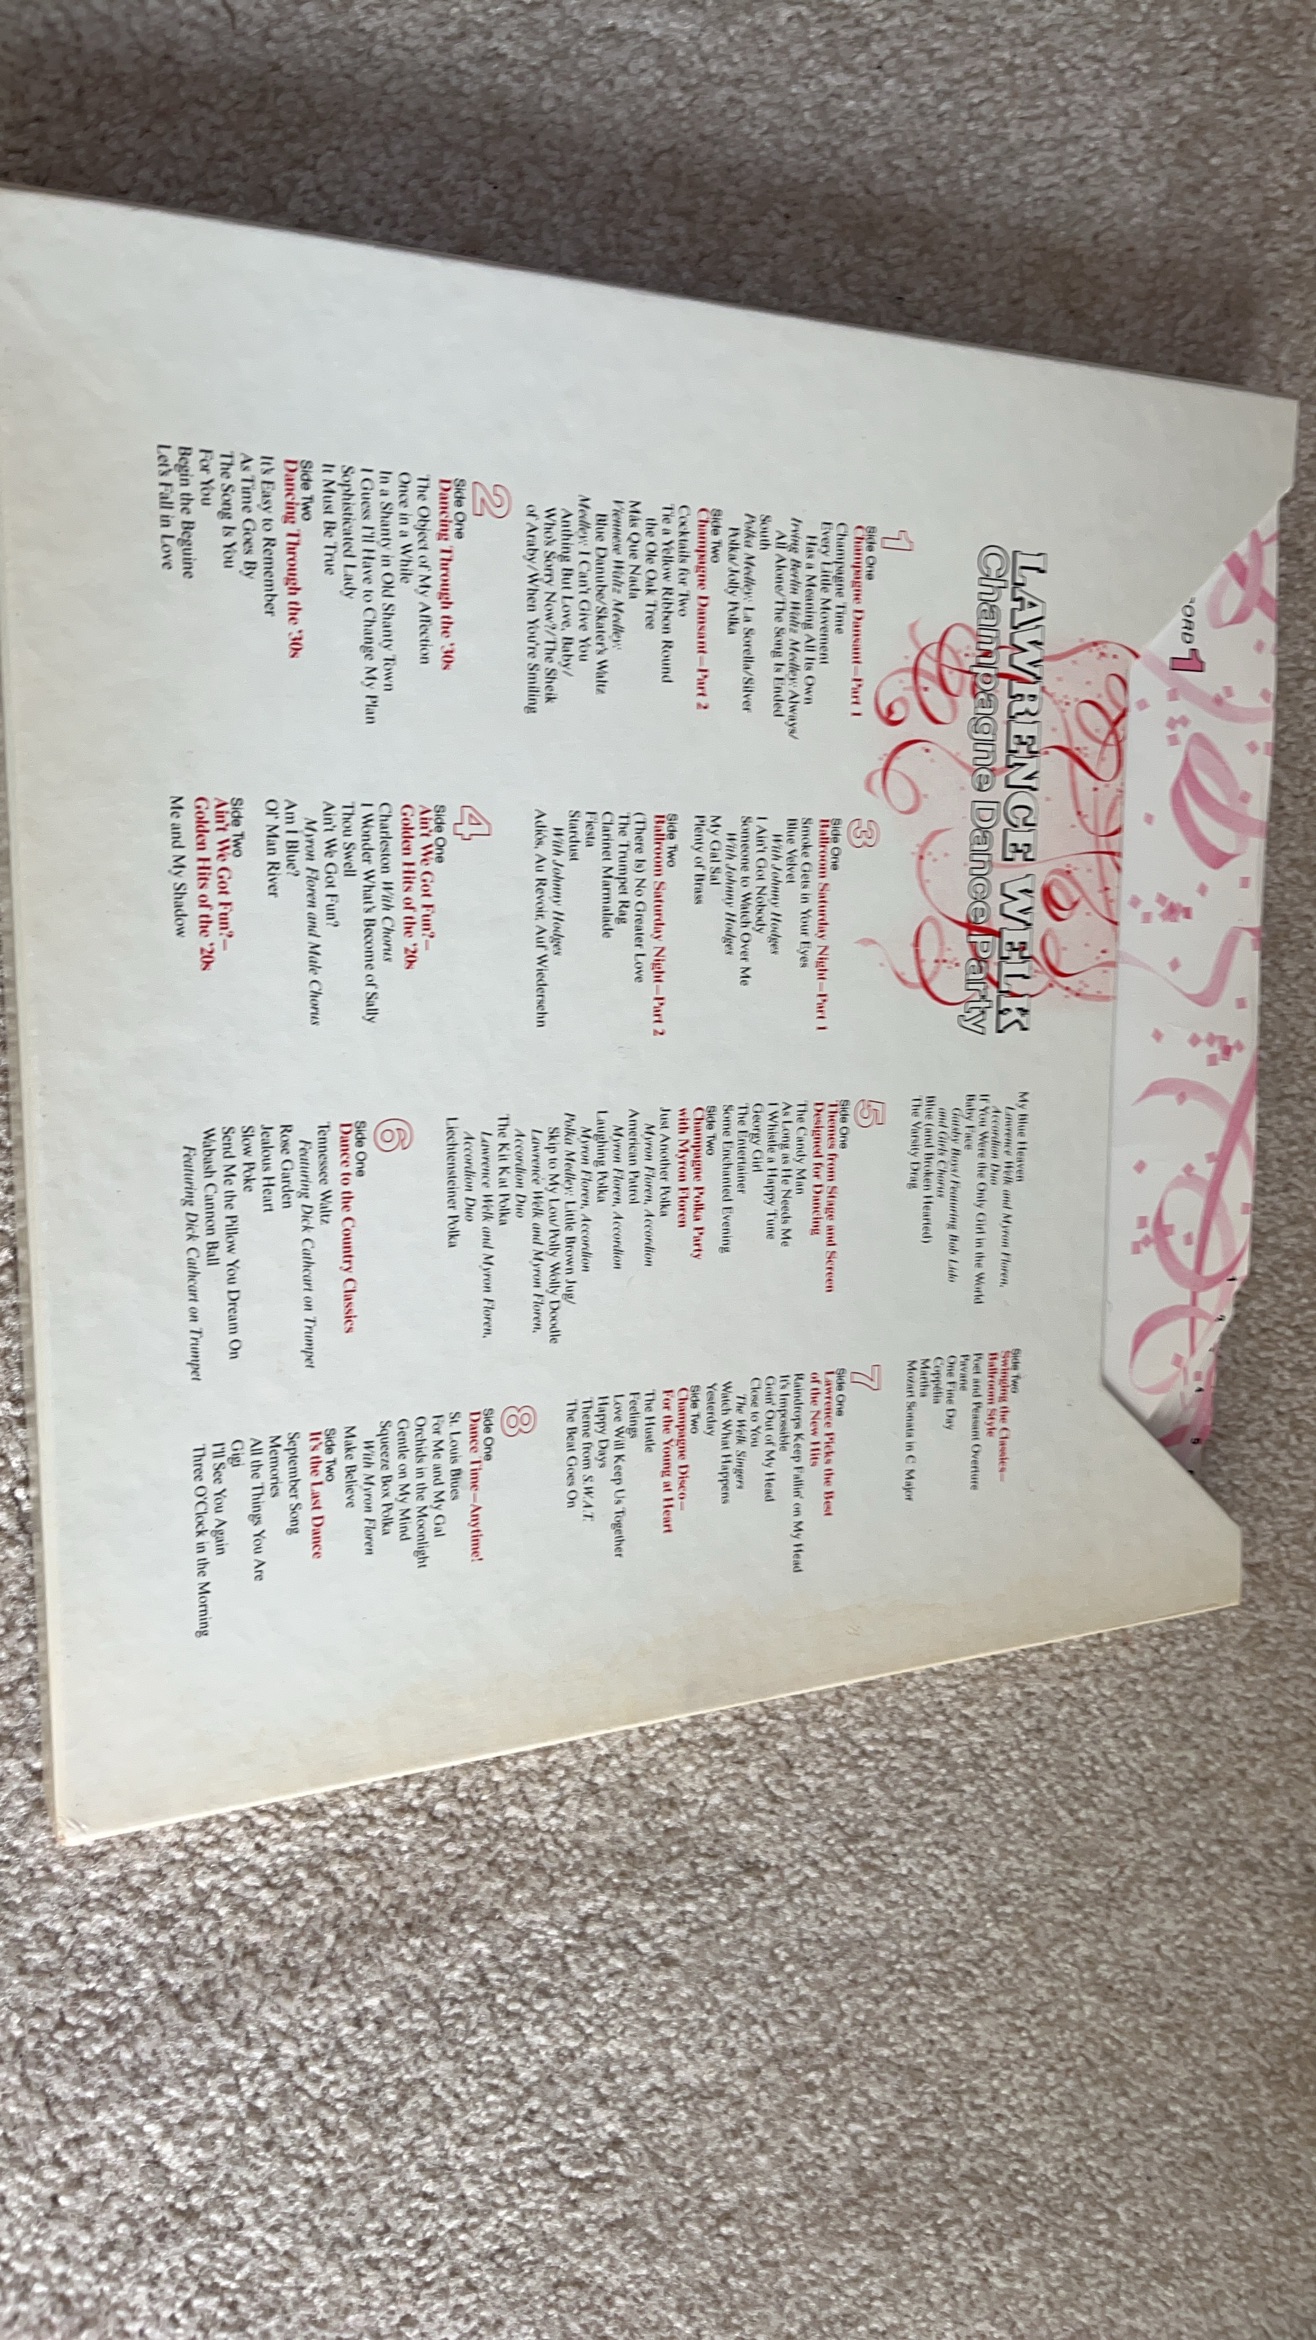 LAWRENCE WELK
Champagne Dance Party
1
Side One
Champagne Dansant—Part 1
Champagne Time
Every Little Movement
Has a Meaning All Its Own
Irving Berlin Waltz Medley: Always/
All Alone/The Song Is Ended
South
Polka Medley: La Sorella/Silver
Polka/Jolly Polka
Side Two
Champagne Dansant—Part 2
Cocktails for Two
Tie a Yellow Ribbon Round
the Ole Oak Tree
Más Que Nada
Viennese Waltz Medley:
Blue Danube/Skater's Waltz
Medley: I Can't Give You
Anything But Love, Baby/
Who's Sorry Now?/The Sheik
of Araby/When You're Smiling
2
Side One
Dancing Through the '30s
The Object of My Affection
Once in a While
In a Shanty in Old Shanty Town
I Guess I'll Have to Change My Plan
Sophisticated Lady
It Must Be True
Side Two
Dancing Through the '30s
It's Easy to Remember
As Time Goes By
The Song Is You
For You
Begin the Beguine
Let's Fall in Love
3
Side One
Ballroom Saturday Night—Part 1
Smoke Gets in Your Eyes
Blue Velvet
With Johnny Hodges
I Ain't Got Nobody
Someone to Watch Over Me
With Johnny Hodges
My Gal Sal
Plenty of Brass
Side Two
Ballroom Saturday Night—Part 2
(There Is) No Greater Love
The Trumpet Rag
Clarinet Marmalade
Fiesta
Stardust
With Johnny Hodges
Adiós, Au Revoir, Auf Wiedersehn
4
Side One
Ain't We Got Fun?—
Golden Hits of the '20s
Charleston With Chorus
I Wonder What's Become of Sally
Thou Swell
Ain't We Got Fun?
Myron Floren and Male Chorus
Am I Blue?
Ol' Man River
Side Two
Ain't We Got Fun?—
Golden Hits of the '20s
Me and My Shadow
My Blue Heaven
Lawrence Welk and Myron Floren,
Accordion Duo
If You Were the Only Girl in the World
Baby Face
Gatsby Boys Featuring Bob Lido
and Girls Chorus
Blue (and Broken Hearted)
The Varsity Drag
5
Side One
Themes from Stage and Screen
Designed for Dancing
The Candy Man
As Long as He Needs Me
I Whistle a Happy Tune
Georgy Girl
The Entertainer
Some Enchanted Evening
Side Two
Champagne Polka Party
with Myron Floren
Just Another Polka
Myron Floren, Accordion
American Patrol
Myron Floren, Accordion
Laughing Polka
Myron Floren, Accordion
Polka Medley: Little Brown Jug/
Skip to My Lou/Polly Wolly Doodle
Lawrence Welk and Myron Floren,
Accordion Duo
The Kit Kat Polka
Lawrence Welk and Myron Floren,
Accordion Duo
Liechtensteiner Polka
6
Side One
Dance to the Country Classics
Tennessee Waltz
Featuring Dick Cathcart on Trumpet
Rose Garden
Jealous Heart
Slow Poke
Send Me the Pillow You Dream On
Wabash Cannon Ball
Featuring Dick Cathcart on Trumpet
Side Two
Swinging the Classics—
Ballroom Style
Poet and Peasant Overture
Pavane
One Fine Day
Coppélia
Martha
Mozart Sonata in C Major
7
Side One
Lawrence Picks the Best
of the New Hits
Raindrops Keep Fallin' on My Head
It's Impossible
Goin' Out of My Head
Close to You
The Welk Singers
Watch What Happens
Yesterday
Side Two
Champagne Disco—
For the Young at Heart
The Hustle
Feelings
Love Will Keep Us Together
Happy Days
Theme from S.W.A.T.
The Beat Goes On
8
Side One
Dance Time—Anytime!
St. Louis Blues
For Me and My Gal
Orchids in the Moonlight
Gentle on My Mind
Squeeze Box Polka
With Myron Floren
Make Believe
Side Two
It's the Last Dance
September Song
Memories
All the Things You Are
Gigi
I'll See You Again
Three O'Clock in the Morning
ORD 1